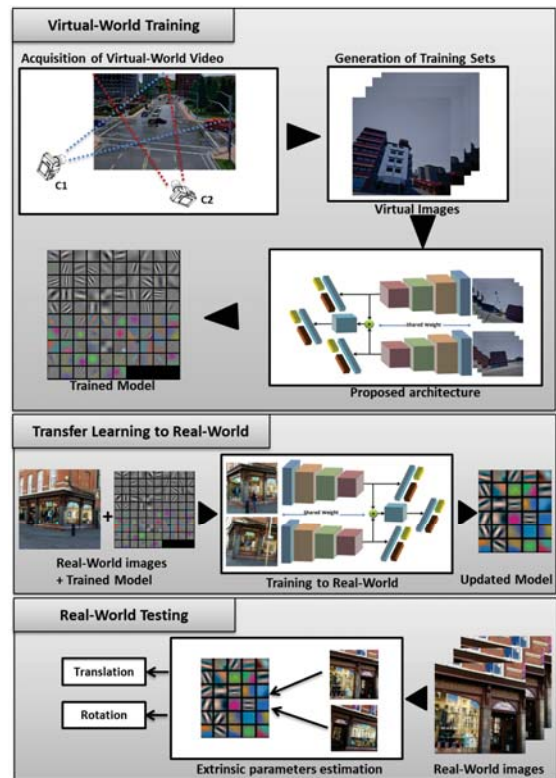 Virtual-World Training
Acquisition of Virtual-World Video
Generation of Training Sets
C1
C2
Virtual Images
Shared Weight
Trained Model
Proposed architecture
Transfer Learning to Real-World
+
Shared Weight
Real-World images
+ Trained Model
Training to Real-World
Updated Model
Real-World Testing
Translation
Rotation
Extrinsic parameters estimation
Real-World images